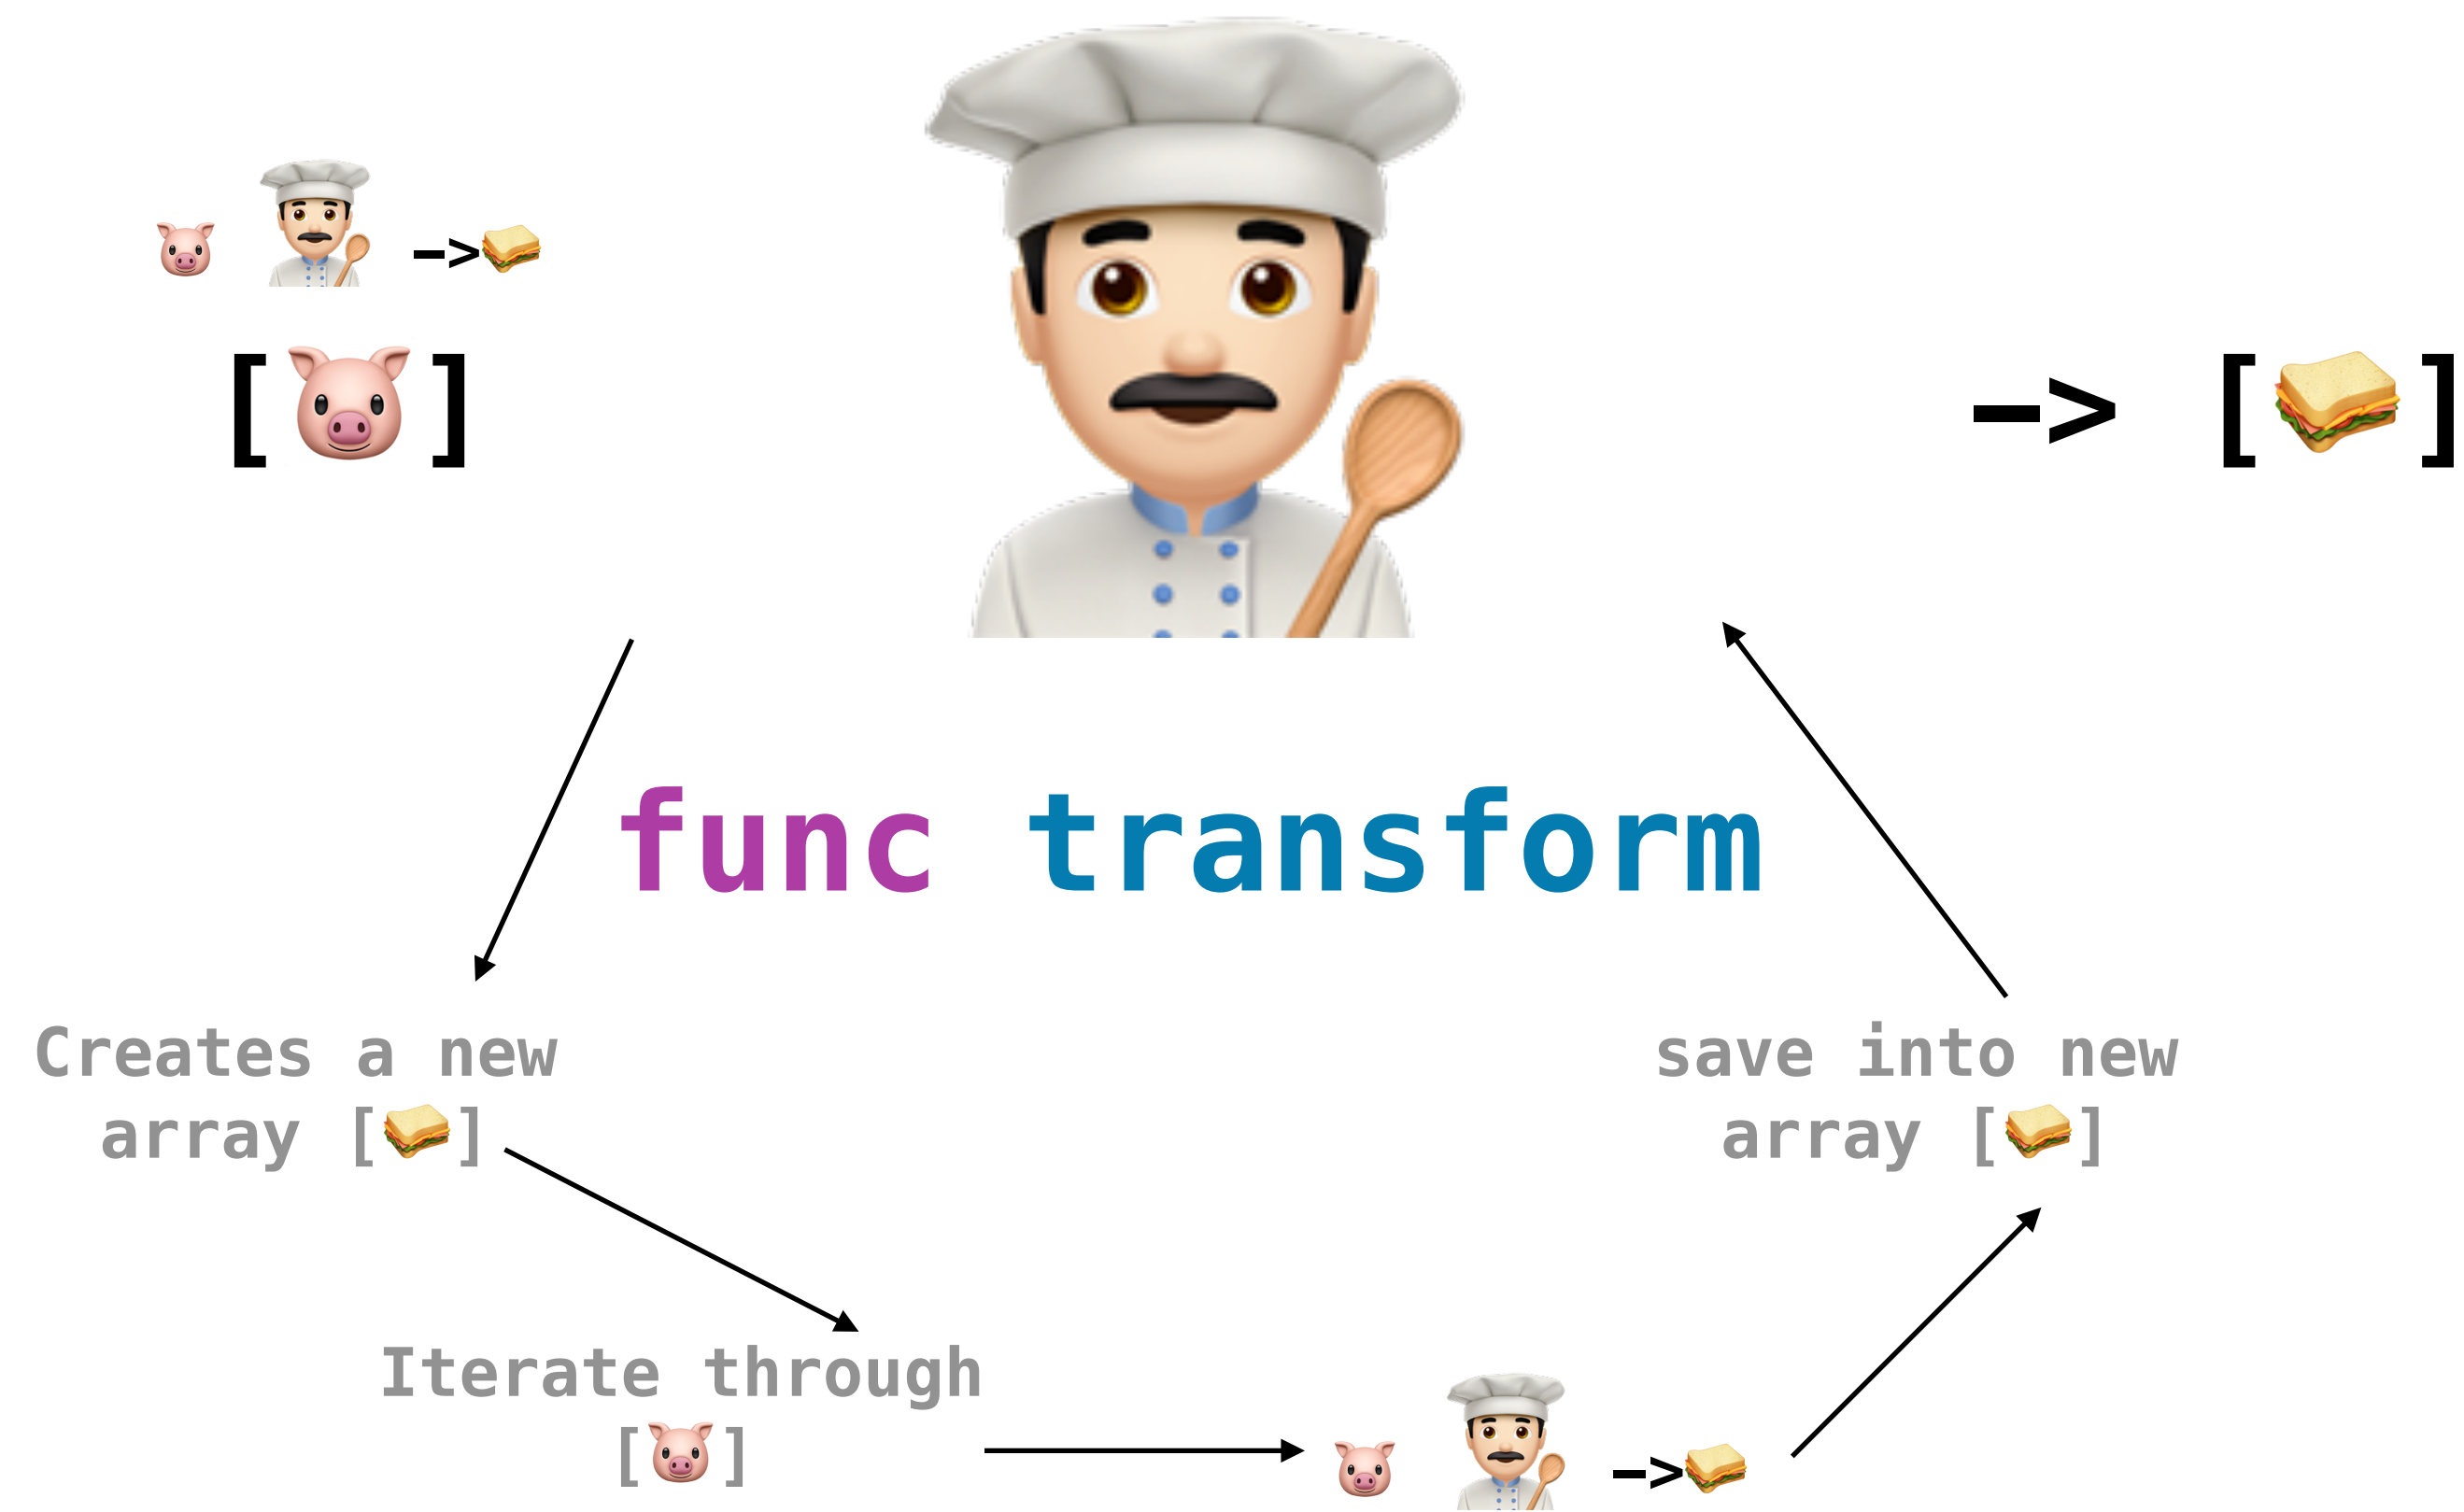 🐷 👨🏻‍🍳 ->🥪
[🐷] -> [🥪]
func transform
Creates a new
array [🥪]
save into new
array [🥪]
Iterate through
[🐷]
🐷 👨🏻‍🍳 ->🥪